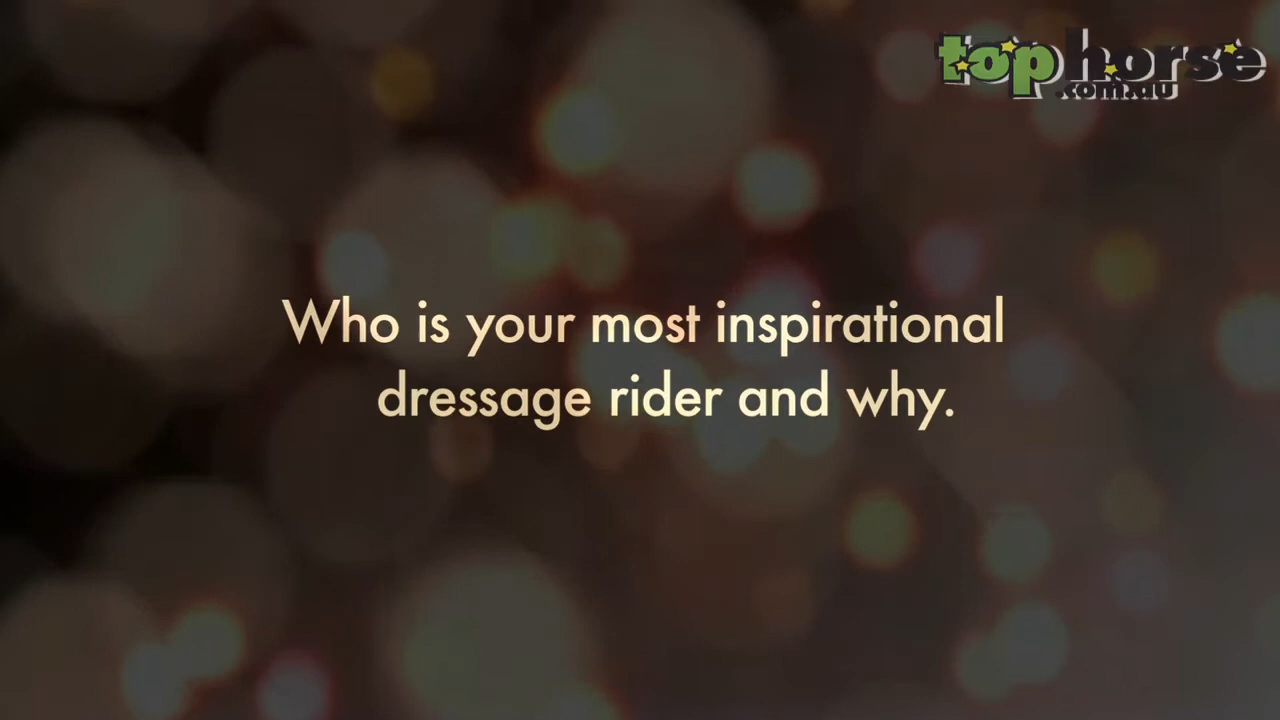 tophorse
.com.au
Who is your most inspirational
dressage rider and why.